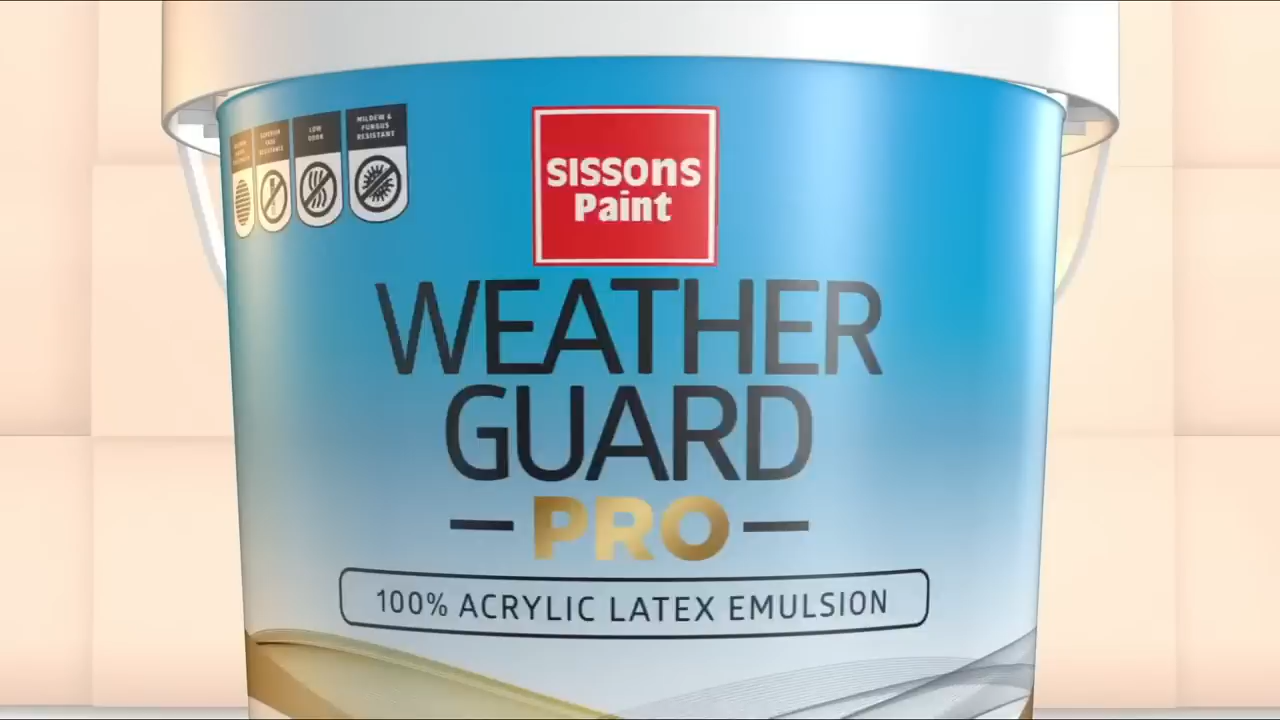 LOW
ODOR
MILDEW &
FUNGUS
RESISTANT
SISSONS
Paint
WEATHER
GUARD
PRO
100% ACRYLIC LATEX EMULSION